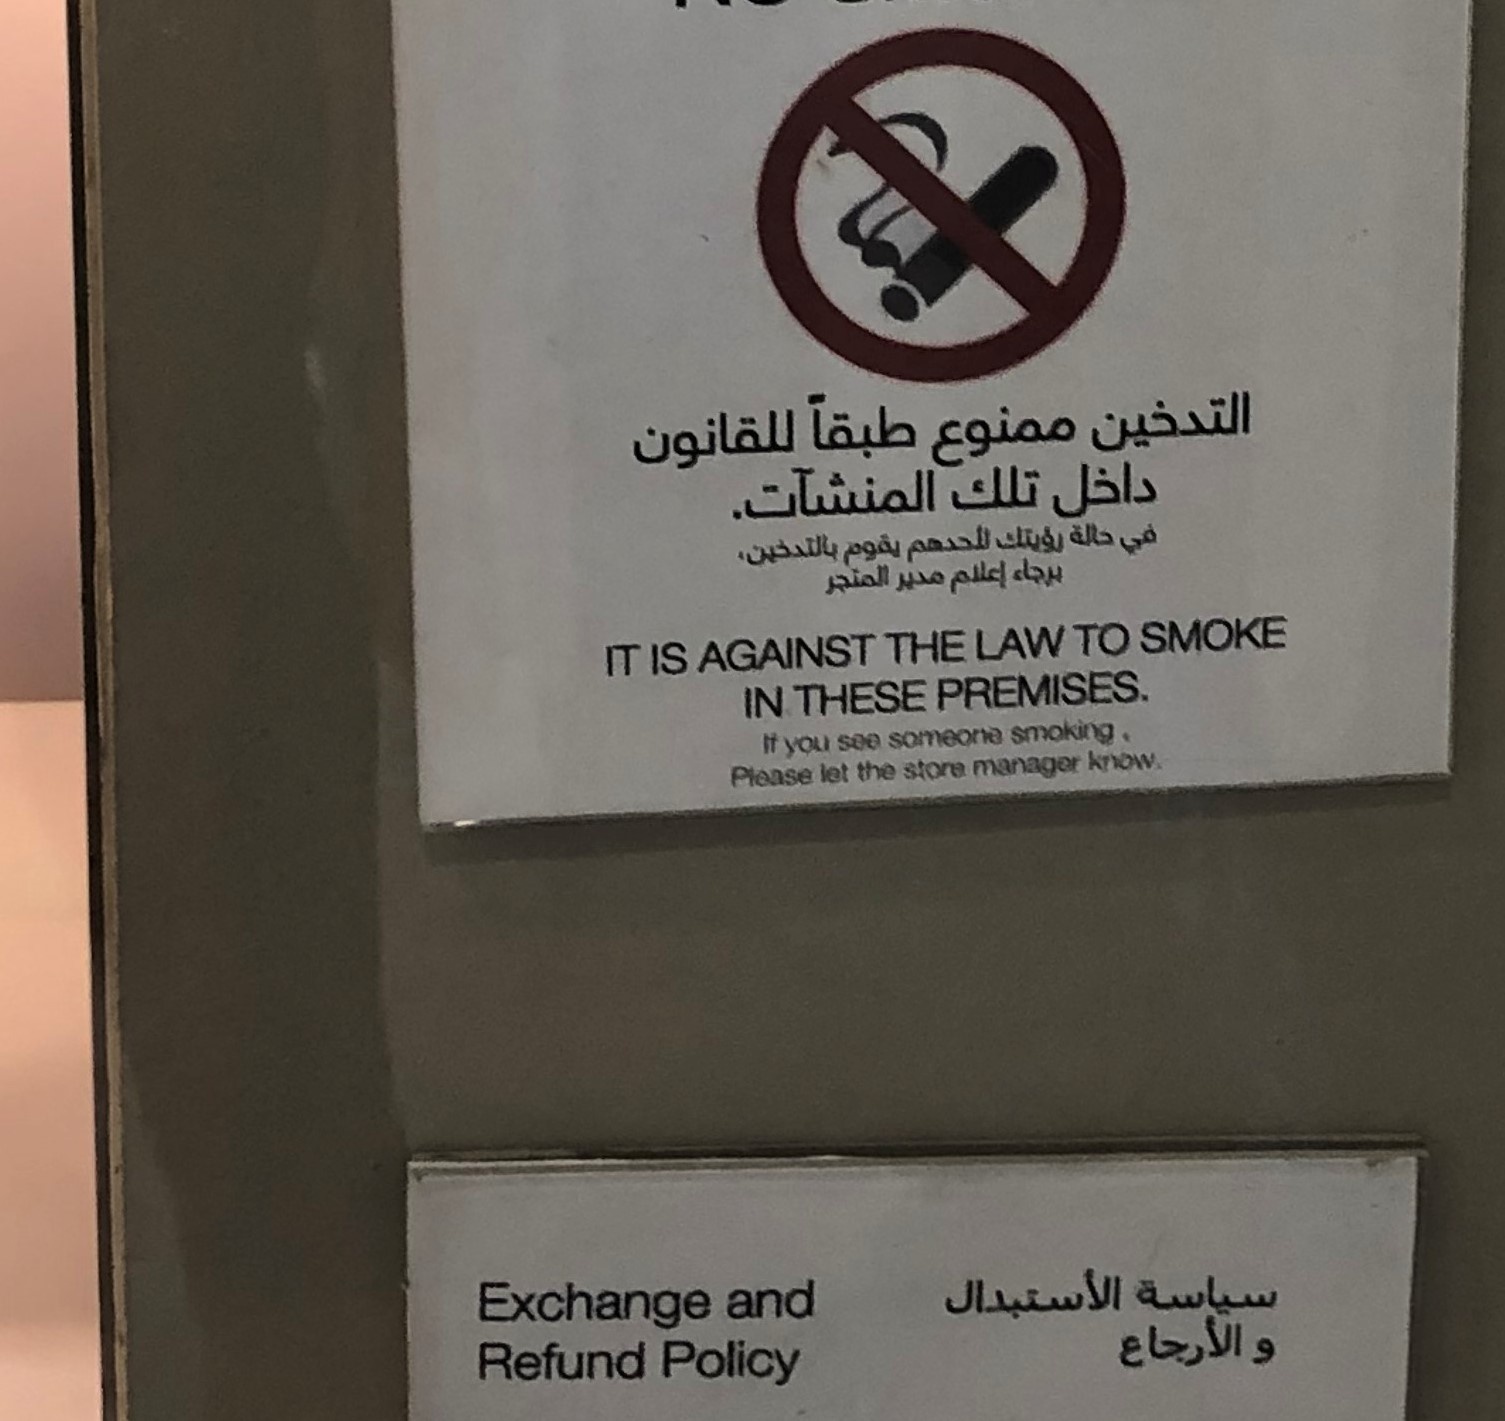 التدخين ممنوع طبقاً للقانون
داخل تلك المنشآت.
في حالة رؤيتك لأحدهم يقوم بالتدخين،
برجاء إعلام مدير المتجر
IT IS AGAINST THE LAW TO SMOKE
IN THESE PREMISES.
If you see someone smoking ,
Please let the store manager know.
Exchange and
Refund Policy
سياسة الأستبدال
و الأرجاع